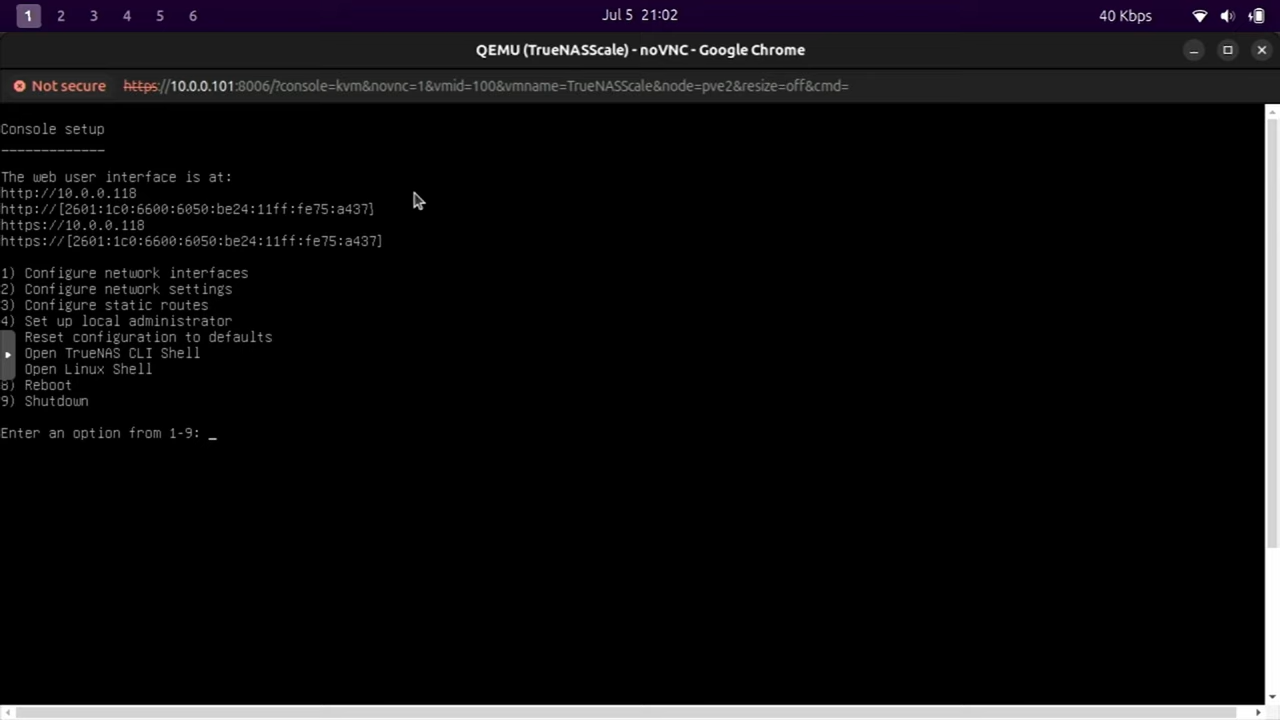 1 2 3 4 5 6 Jul 5 21:02 40 Kbps
QEMU (TrueNASScale) - noVNC - Google Chrome
Not secure https://10.0.0.101:8006/?console=kvm&novnc=1&vmid=100&vmname=TrueNASScale&node=pve2&resize=off&cmd=
Console setup
-------------
The web user interface is at:
http://10.0.0.118
http://[2601:1c0:6600:6050:be24:11ff:fe75:a437]
https://10.0.0.118
https://[2601:1c0:6600:6050:be24:11ff:fe75:a437]
1) Configure network interfaces
2) Configure network settings
3) Configure static routes
4) Set up local administrator
Reset configuration to defaults
Open TrueNAS CLI Shell
Open Linux Shell
8) Reboot
9) Shutdown
Enter an option from 1-9: _